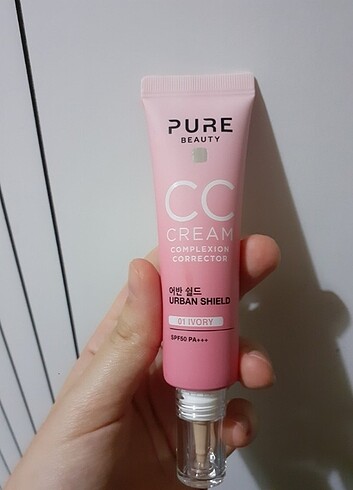 PURE
BEAUTY
CC
CREAM
COMPLEXION
CORRECTOR
어반 쉴드
URBAN SHIELD
01 IVORY
SPF50 PA+++